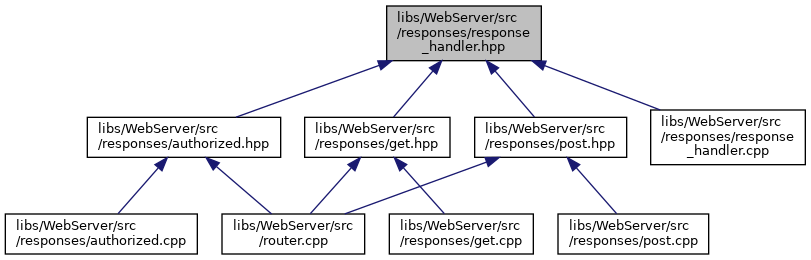 libs/WebServer/src
/responses/response
_handler.hpp
libs/WebServer/src
/responses/authorized.hpp
libs/WebServer/src
/responses/get.hpp
libs/WebServer/src
/responses/post.hpp
libs/WebServer/src
/responses/response
_handler.cpp
libs/WebServer/src
/responses/authorized.cpp
libs/WebServer/src
/router.cpp
libs/WebServer/src
/responses/get.cpp
libs/WebServer/src
/responses/post.cpp